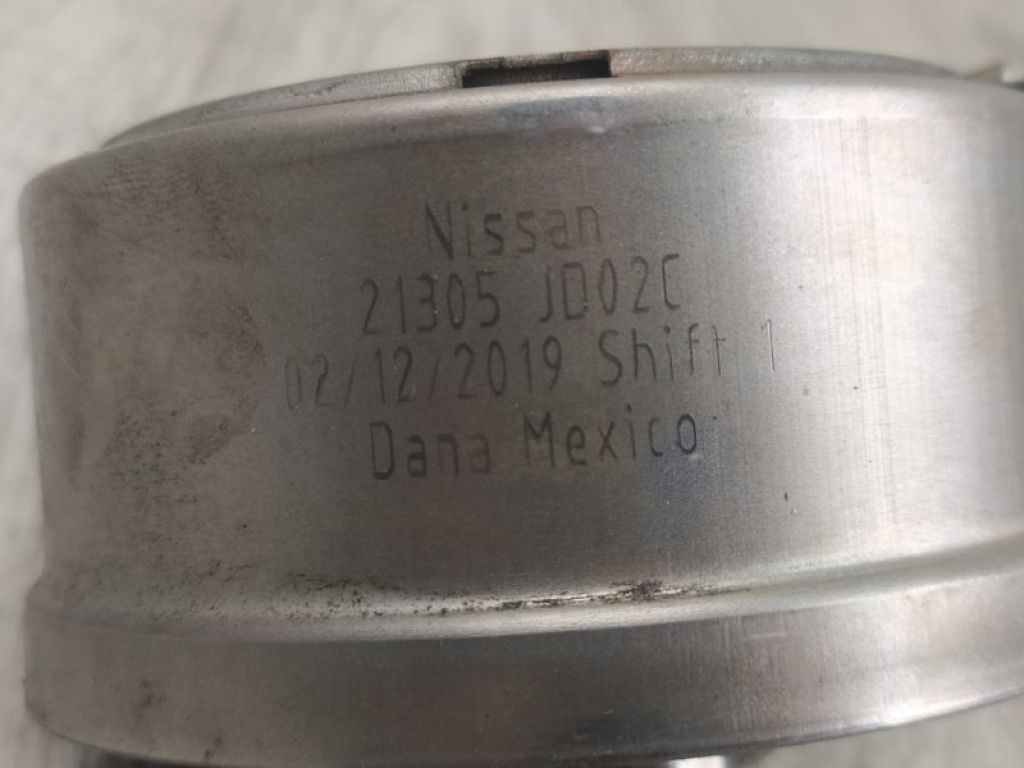 Nissan
21305 JD02C
02/12/2019 Shift 1
Dana Mexico